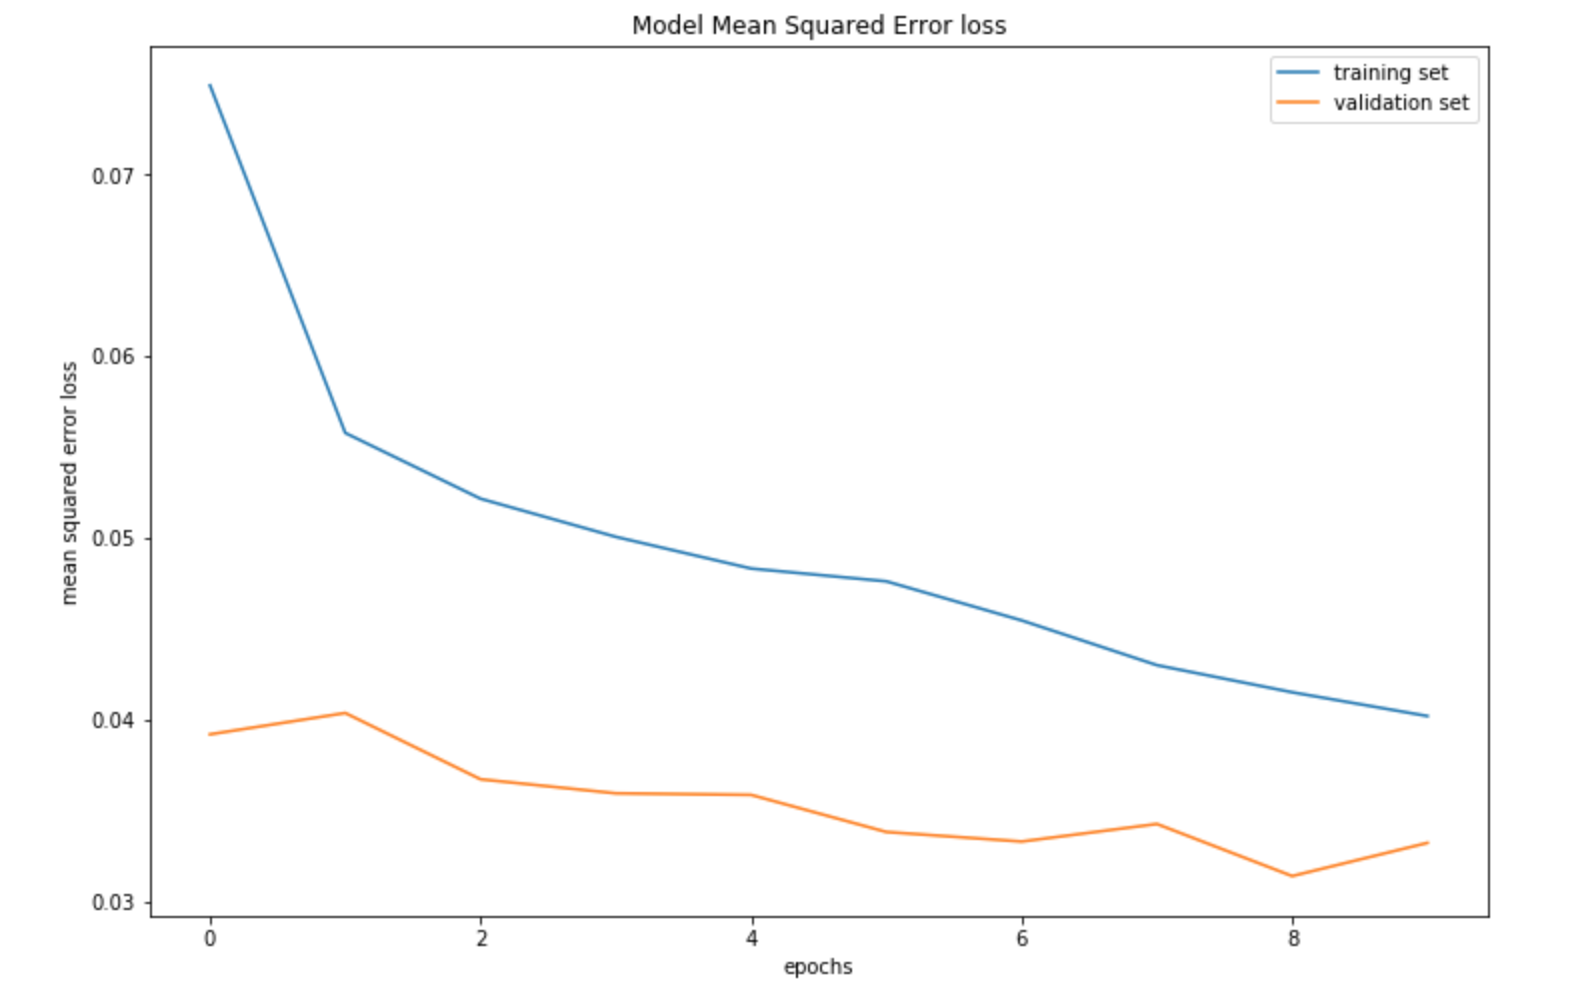 Model Mean Squared Error loss
training set
validation set
0.07
0.06
0.05
0.04
0.03
mean squared error loss
0 2 4 6 8
epochs